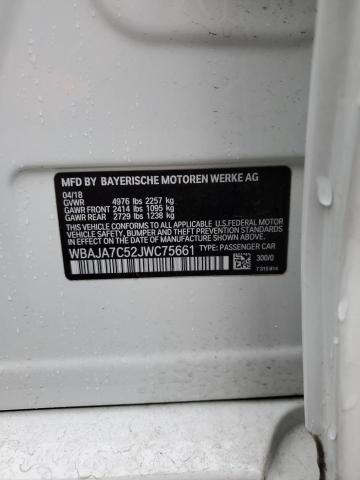 MFD BY BAYERISCHE MOTOREN WERKE AG
04/18
GVWR 4976 lbs 2257 kg
GAWR FRONT 2414 lbs 1095 kg
GAWR REAR 2729 lbs 1238 kg
THIS VEHICLE CONFORMS TO ALL APPLICABLE U.S. FEDERAL MOTOR
VEHICLE SAFETY, BUMPER, AND THEFT PREVENTION STANDARDS
IN EFFECT ON THE DATE OF MANUFACTURE SHOWN ABOVE.
WBAJA7C52JWC75661 TYPE: PASSENGER CAR
300/0